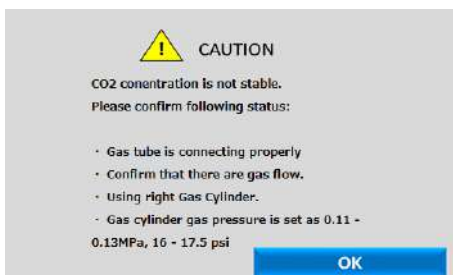 CAUTION
CO2 conentration is not stable.
Please confirm following status:
· Gas tube is connecting properly
· Confirm that there are gas flow.
· Using right Gas Cylinder.
· Gas cylinder gas pressure is set as 0.11 -
0.13MPa, 16 - 17.5 psi
OK